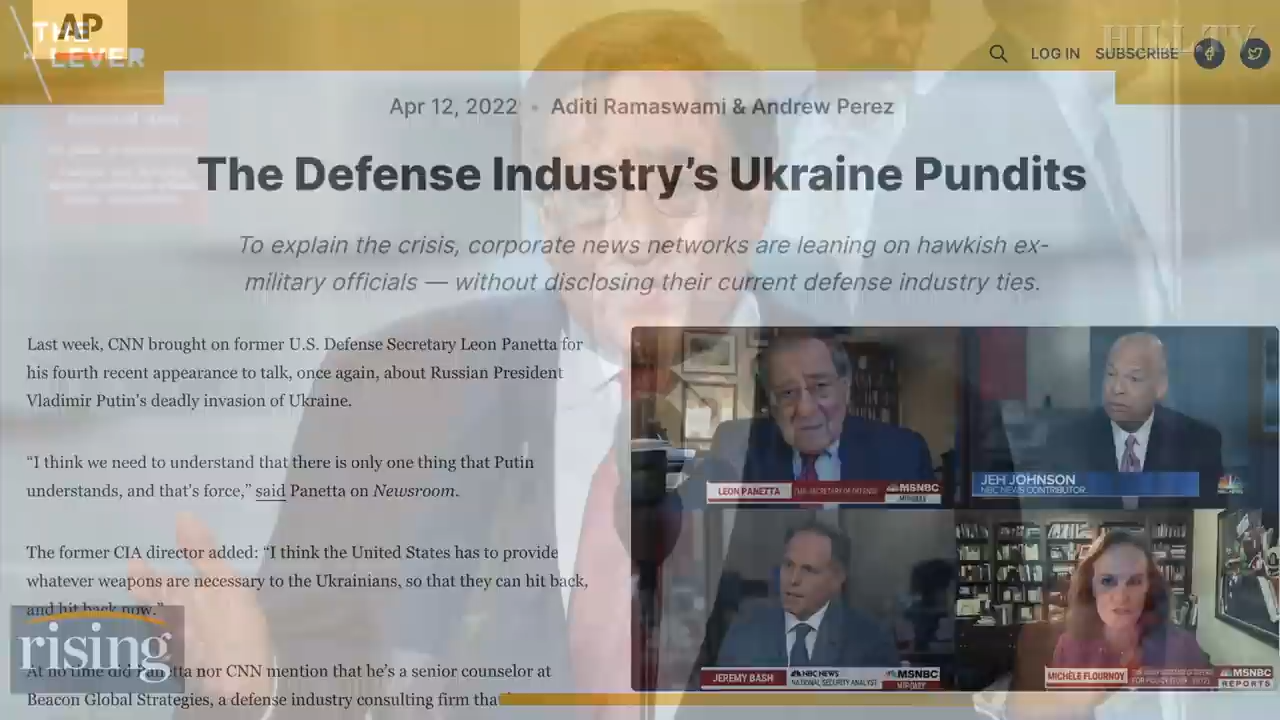 AP
THE
LEVER
HILL TV
LOG IN SUBSCRIBE
Apr 12, 2022 • Aditi Ramaswami & Andrew Perez
The Defense Industry’s Ukraine Pundits
To explain the crisis, corporate news networks are leaning on hawkish ex-
military officials — without disclosing their current defense industry ties.
Last week, CNN brought on former U.S. Defense Secretary Leon Panetta for
his fourth recent appearance to talk, once again, about Russian President
Vladimir Putin’s deadly invasion of Ukraine.
“I think we need to understand that there is only one thing that Putin
understands, and that’s force,” said Panetta on Newsroom.
The former CIA director added: “I think the United States has to provide
whatever weapons are necessary to the Ukrainians, so that they can hit back,
and hit back now.”
At no time did Panetta nor CNN mention that he’s a senior counselor at
Beacon Global Strategies, a defense industry consulting firm tha
rising
LEON PANETTA
MSNBC
JEH JOHNSON
NBC NEWS CONTRIBUTOR
JEREMY BASH
NBC NEWS
NATIONAL SECURITY ANALYST
MSNBC
MICHÈLE FLOURNOY
MSNBC
REPORTS